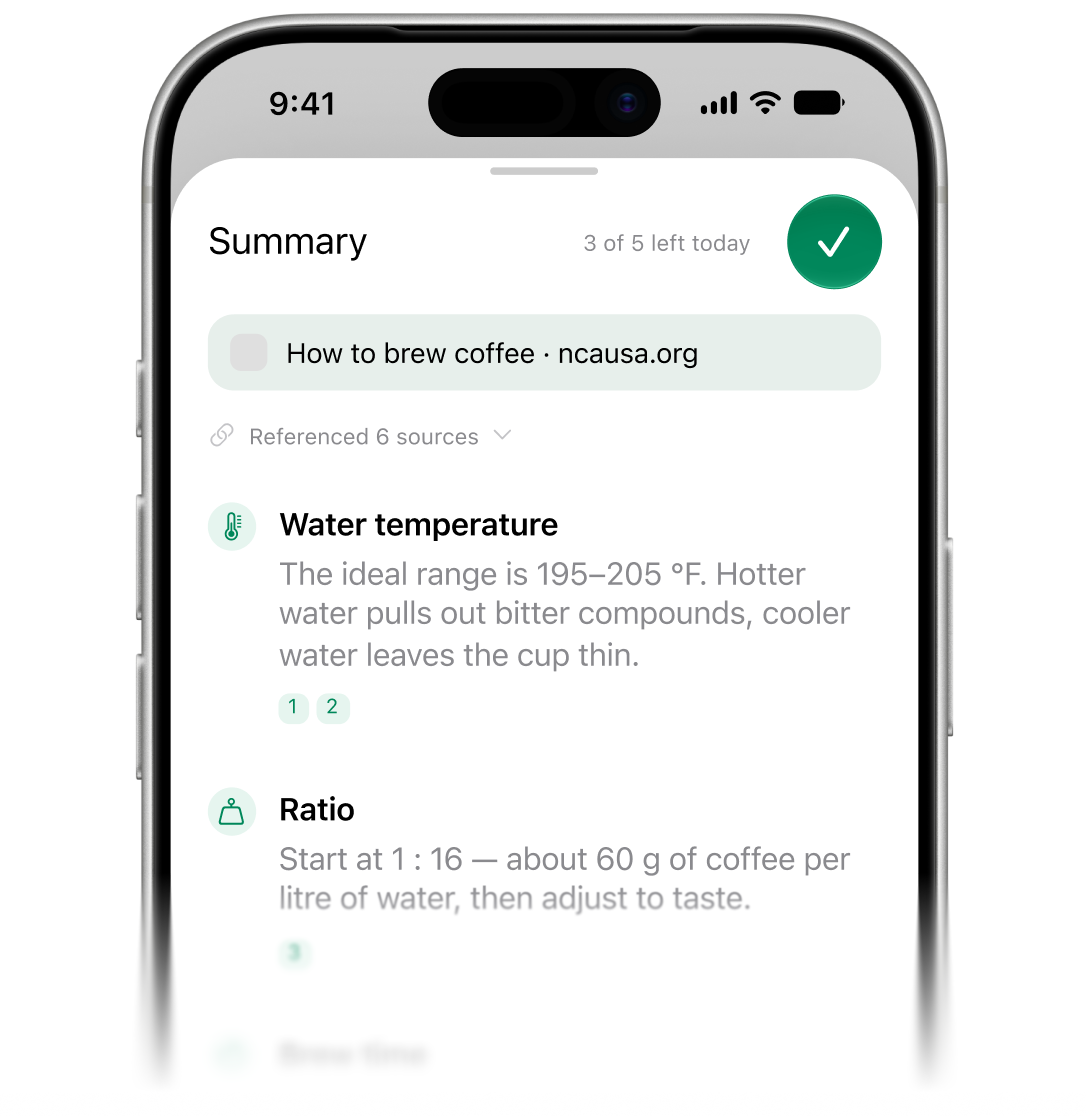 9:41
Summary
3 of 5 left today
How to brew coffee · ncausa.org
Referenced 6 sources
Water temperature
The ideal range is 195–205 °F. Hotter
water pulls out bitter compounds, cooler
water leaves the cup thin.
1 2
Ratio
Start at 1 : 16 — about 60 g of coffee per
litre of water, then adjust to taste.
3
Brew time